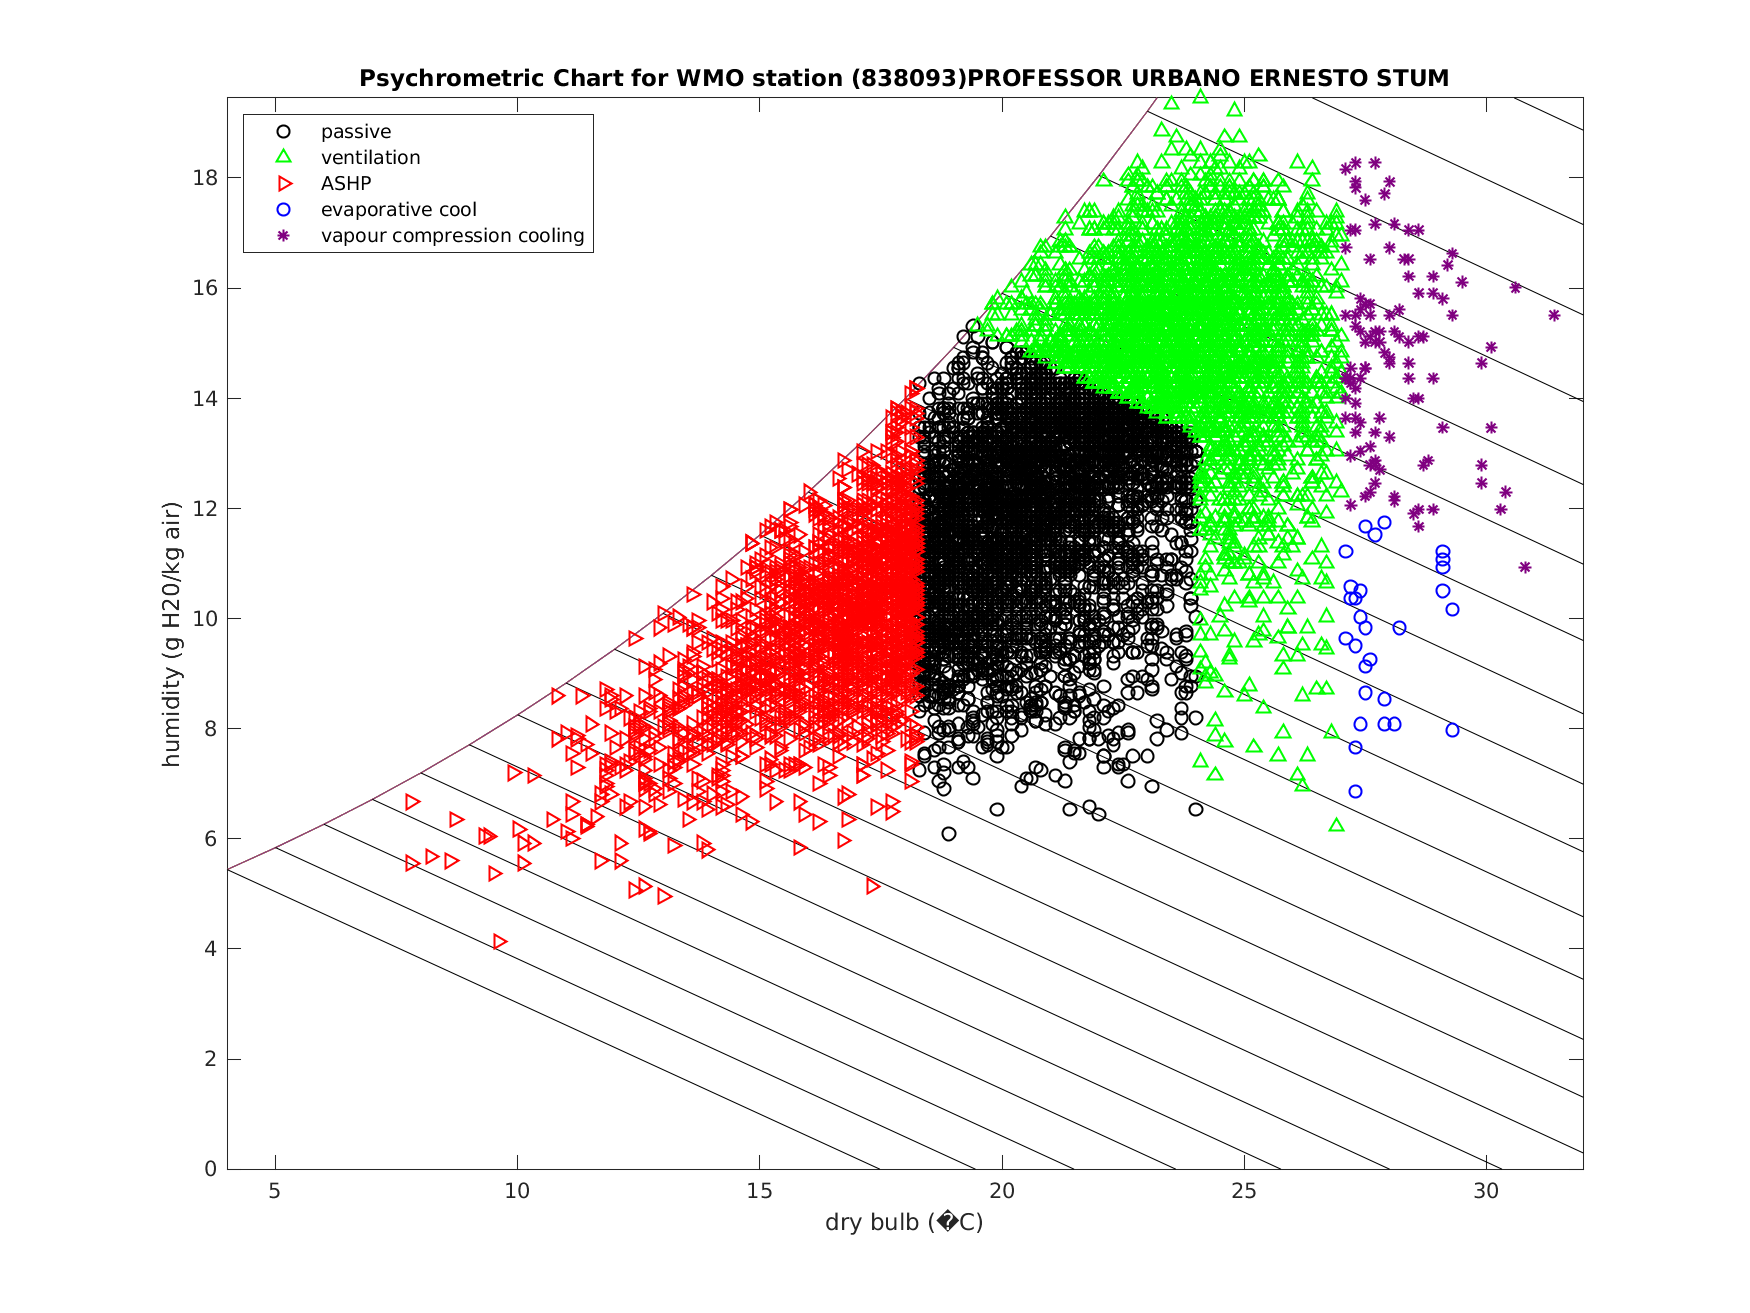 Psychrometric Chart for WMO station (838093)PROFESSOR URBANO ERNESTO STUM
passive
ventilation
ASHP
evaporative cool
vapour compression cooling
humidity (g H20/kg air)
18
16
14
12
10
8
6
4
2
0
5 10 15 20 25 30
dry bulb (�C)